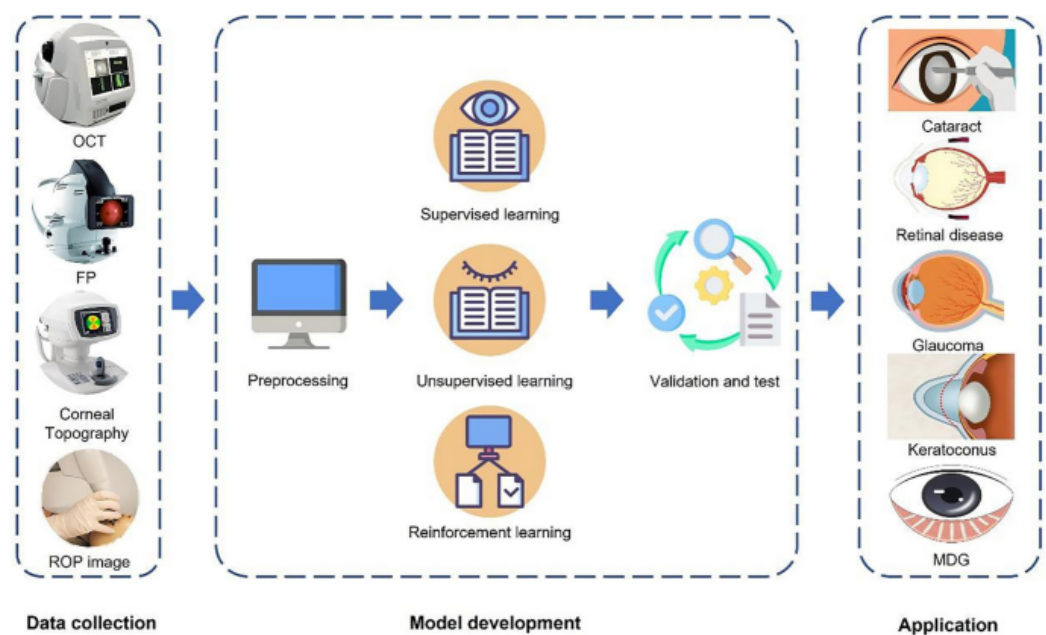 OCT
FP
Corneal
Topography
ROP image
Data collection
Preprocessing
Supervised learning
Unsupervised learning
Reinforcement learning
Validation and test
Model development
Cataract
Retinal disease
Glaucoma
Keratoconus
MDG
Application